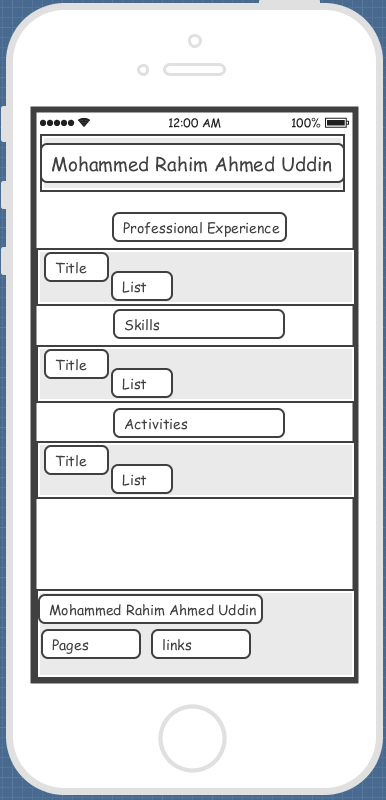 12:00 AM 100%
Mohammed Rahim Ahmed Uddin
Professional Experience
Title
List
Skills
Title
List
Activities
Title
List
Mohammed Rahim Ahmed Uddin
Pages links